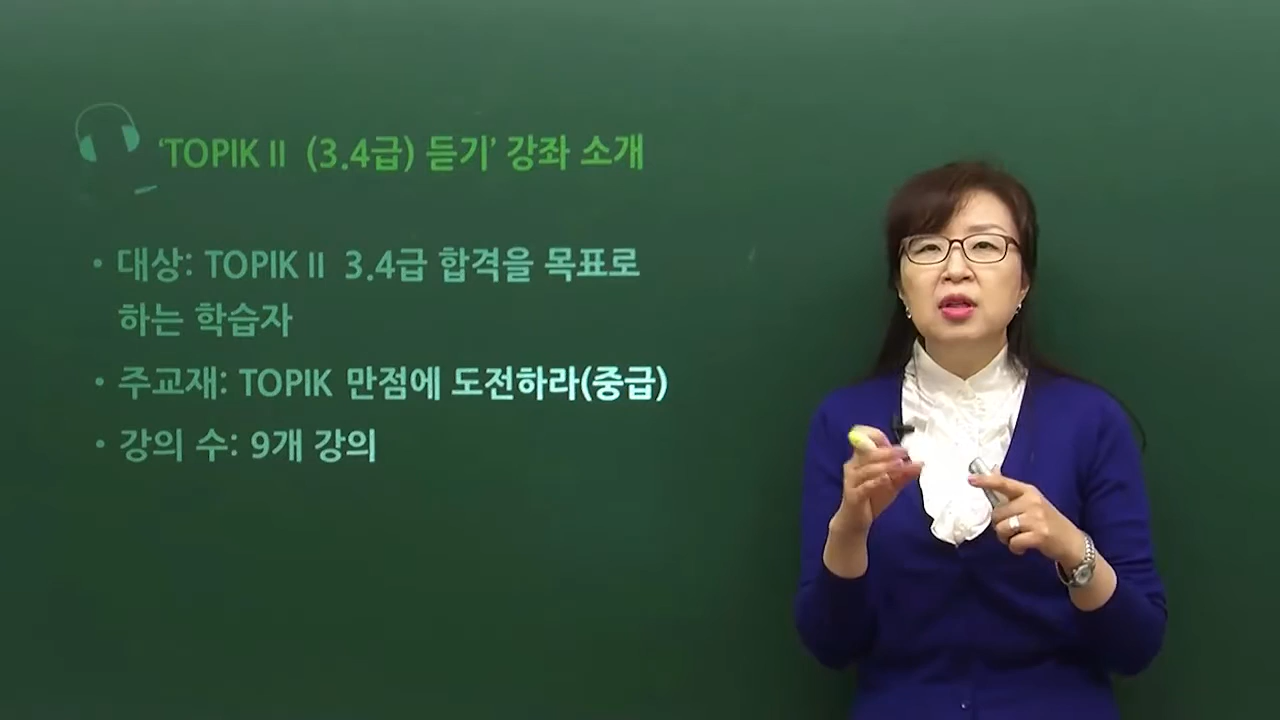 ‘TOPIK II (3.4급) 듣기’ 강좌 소개
• 대상: TOPIK II 3.4급 합격을 목표로
하는 학습자
• 주교재: TOPIK 만점에 도전하라(중급)
• 강의 수: 9개 강의